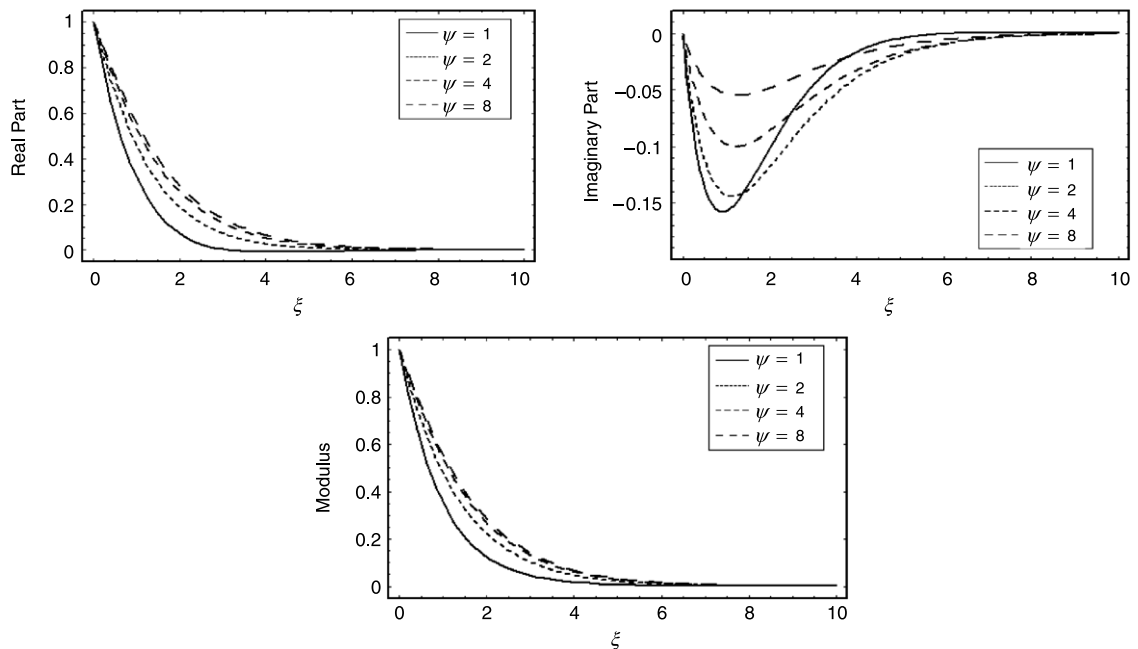 1
0.8
0.6
0.4
0.2
0
Real Part
0 2 4 6 8 10
ξ
ψ = 1
ψ = 2
ψ = 4
ψ = 8
0
−0.05
−0.1
−0.15
Imaginary Part
0 2 4 6 8 10
ξ
ψ = 1
ψ = 2
ψ = 4
ψ = 8
1
0.8
0.6
0.4
0.2
0
Modulus
0 2 4 6 8 10
ξ
ψ = 1
ψ = 2
ψ = 4
ψ = 8